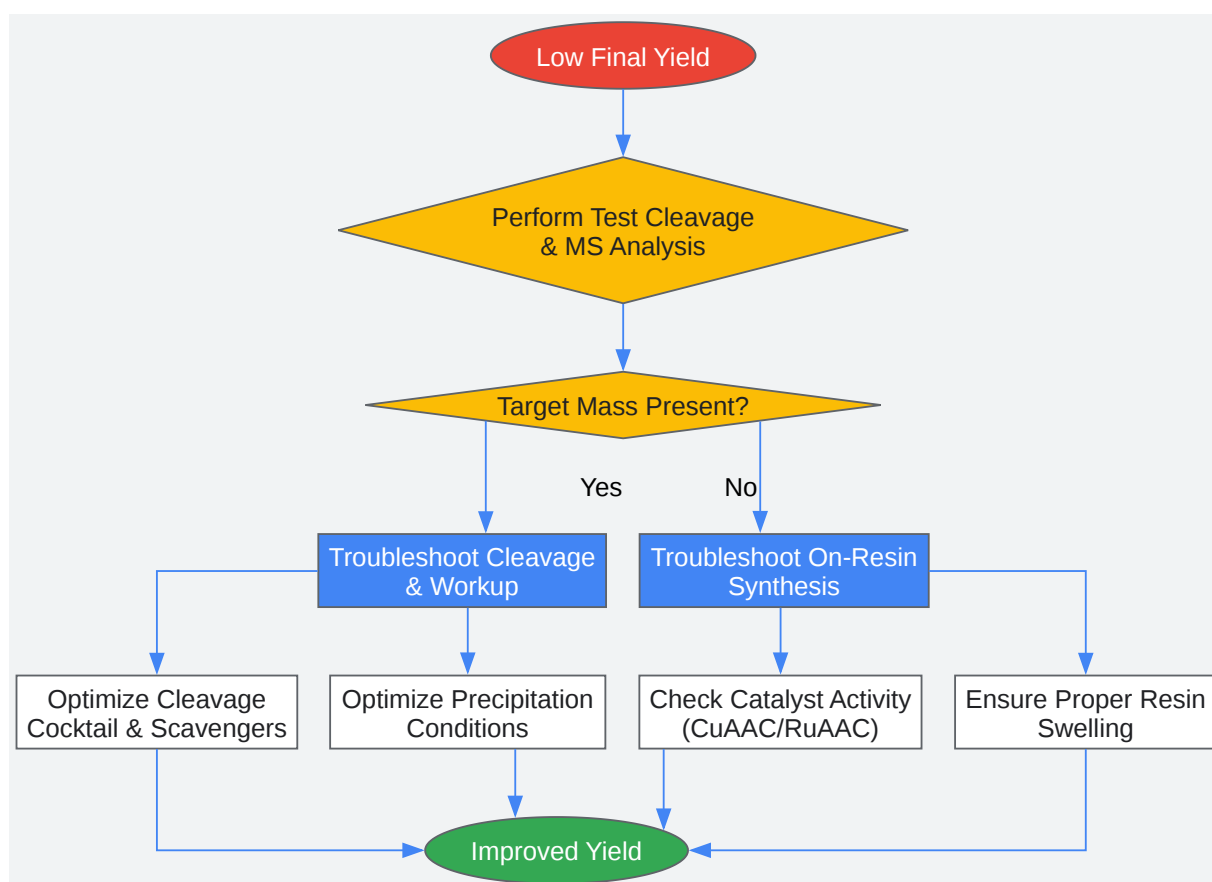 Low Final Yield
Perform Test Cleavage
& MS Analysis
Target Mass Present?
Yes
No
Troubleshoot Cleavage
& Workup
Troubleshoot On-Resin
Synthesis
Optimize Cleavage
Cocktail & Scavengers
Optimize Precipitation
Conditions
Check Catalyst Activity
(CuAAC/RuAAC)
Ensure Proper Resin
Swelling
Improved Yield